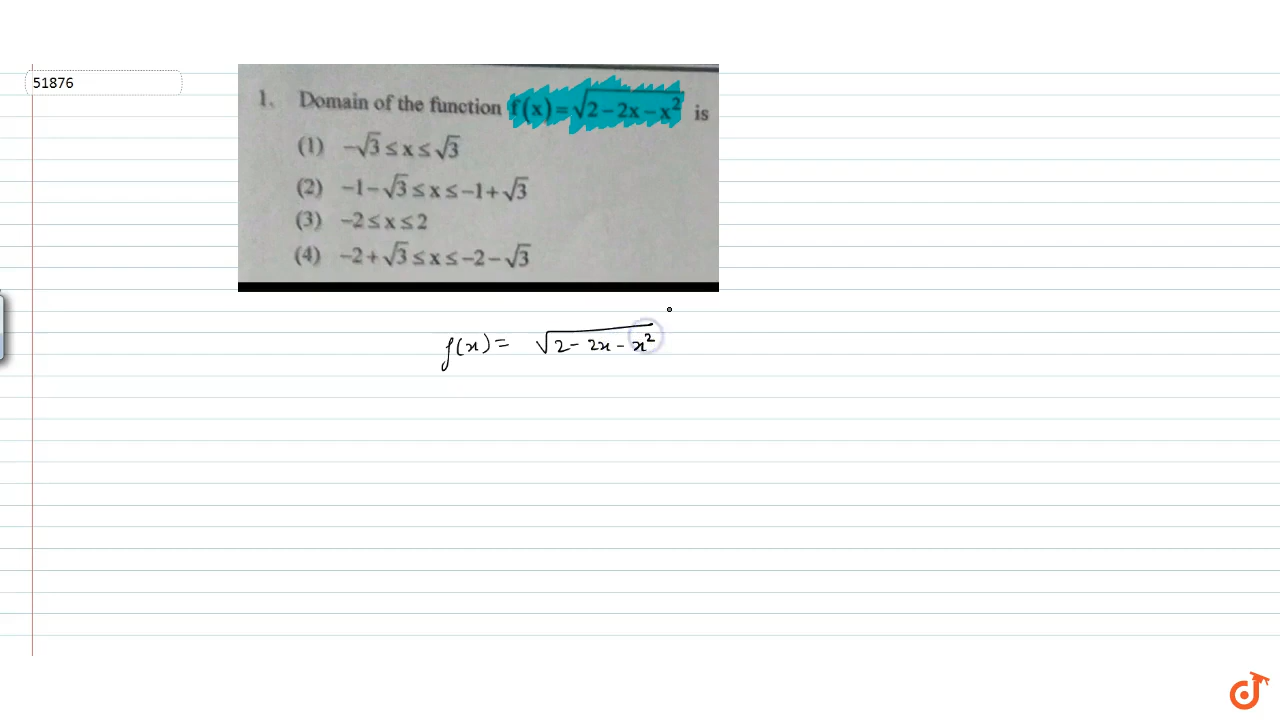 51876
1. Domain of the function f(x)=√(2-2x-x²) is
(1) -√3 ≤ x ≤ √3
(2) -1-√3 ≤ x ≤ -1+√3
(3) -2 ≤ x ≤ 2
(4) -2+√3 ≤ x ≤ -2-√3
f(x) = √(2-2x-x²)